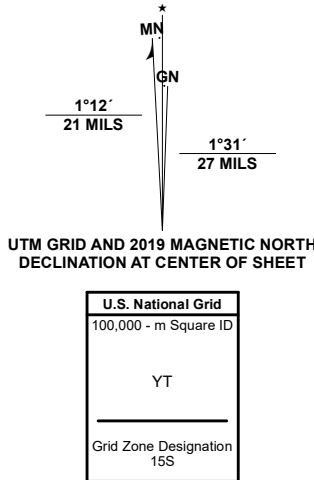 ★
MN
GN
1°12´
21 MILS
1°31´
27 MILS
UTM GRID AND 2019 MAGNETIC NORTH
DECLINATION AT CENTER OF SHEET
U.S. National Grid
100,000 - m Square ID
YT
Grid Zone Designation
15S